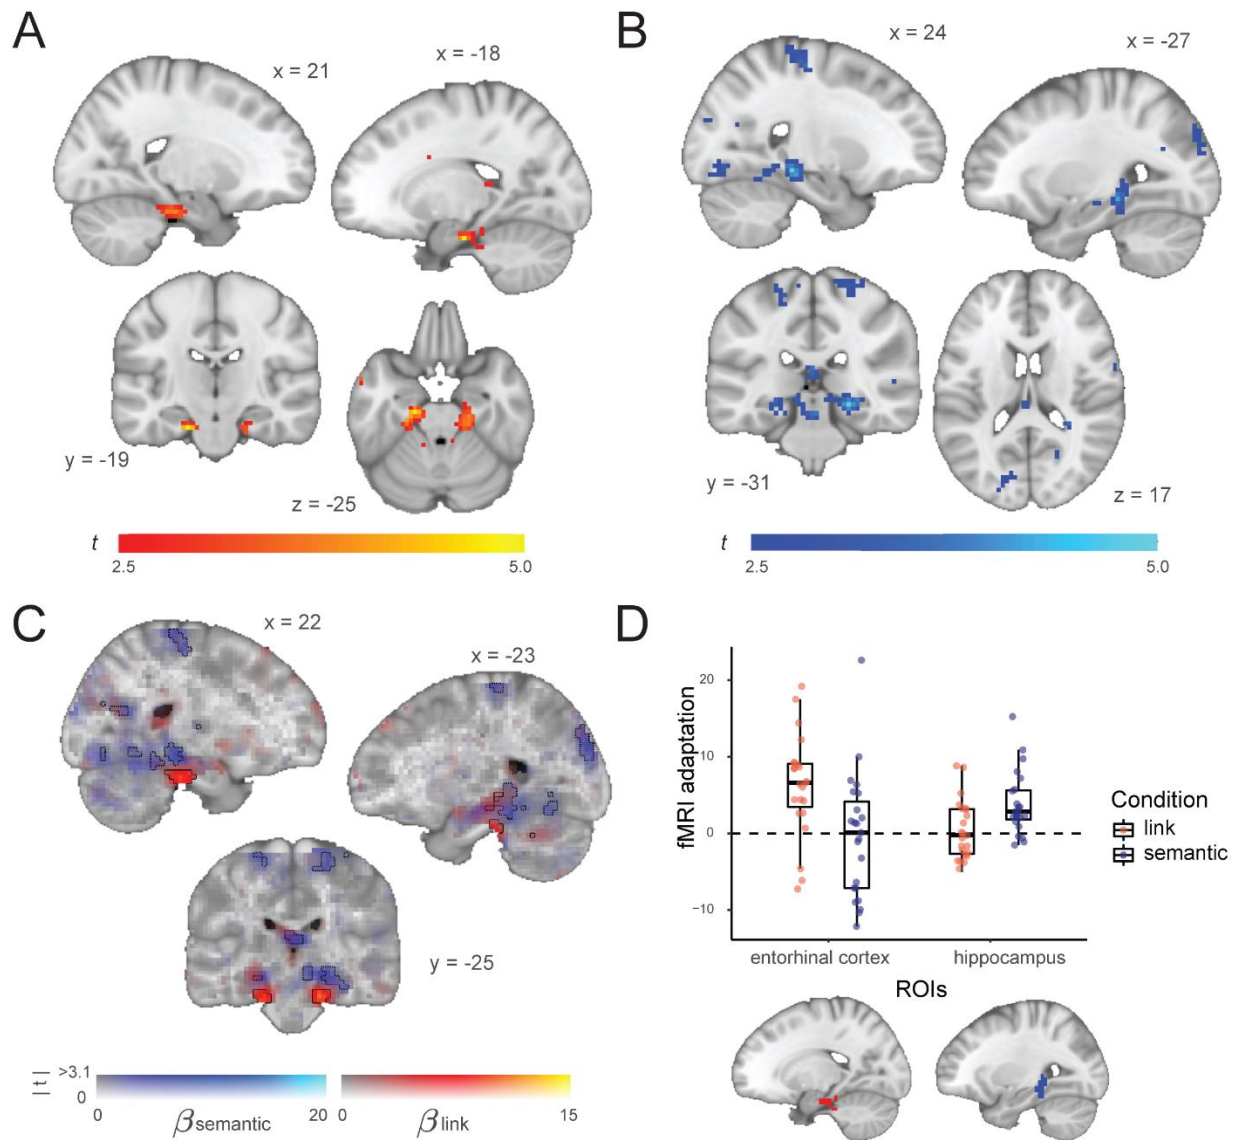 A
x = 21
x = -18
y = -19
z = -25
t
2.5
5.0
B
x = 24
x = -27
y = -31
z = 17
t
2.5
5.0
C
x = 22
x = -23
y = -25
| t |
>3.1
0
0
βsemantic
20
0
βlink
15
D
fMRI adaptation
20
10
0
−10
entorhinal cortex
hippocampus
ROIs
Condition
link
semantic